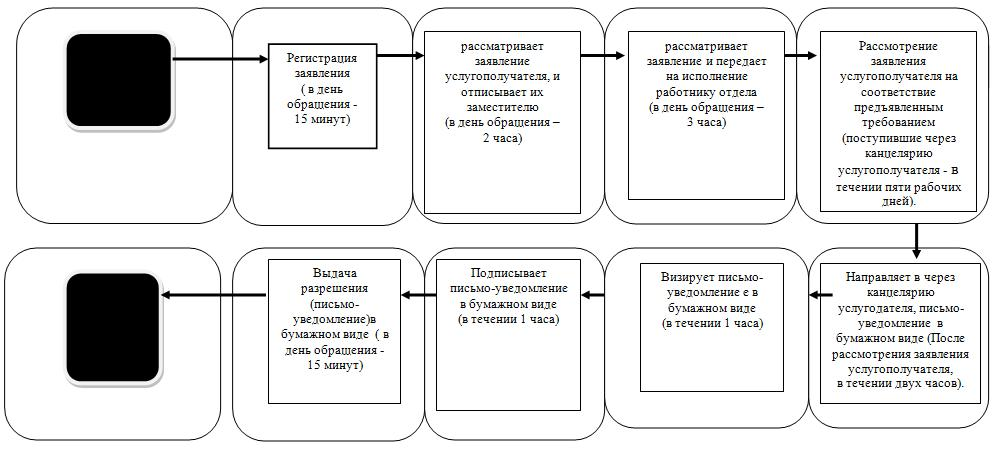 Регистрация
заявления
( в день
обращения -
15 минут)
рассматривает
заявление
услугополучателя, и
отписывает их
заместителю
(в день обращения –
2 часа)
рассматривает
заявление и передает
на исполнение
работнику отдела
(в день обращения –
3 часа)
Рассмотрение
заявления
услугополучателя на
соответствие
предъявленным
требованием
(поступившие через
канцелярию
услугополучателя - в
течении пяти рабочих
дней).
Выдача
разрешения
(письмо-
уведомление)в
бумажном виде ( в
день обращения -
15 минут)
Подписывает
письмо-уведомление
в бумажном виде
(в течении 1 часа)
Визирует письмо-
уведомление е в
бумажном виде
(в течении 1 часа)
Направляет в через
канцелярию
услугодателя, письмо-
уведомление в
бумажном виде (После
рассмотрения заявления
услугополучателя,
в течении двух часов).